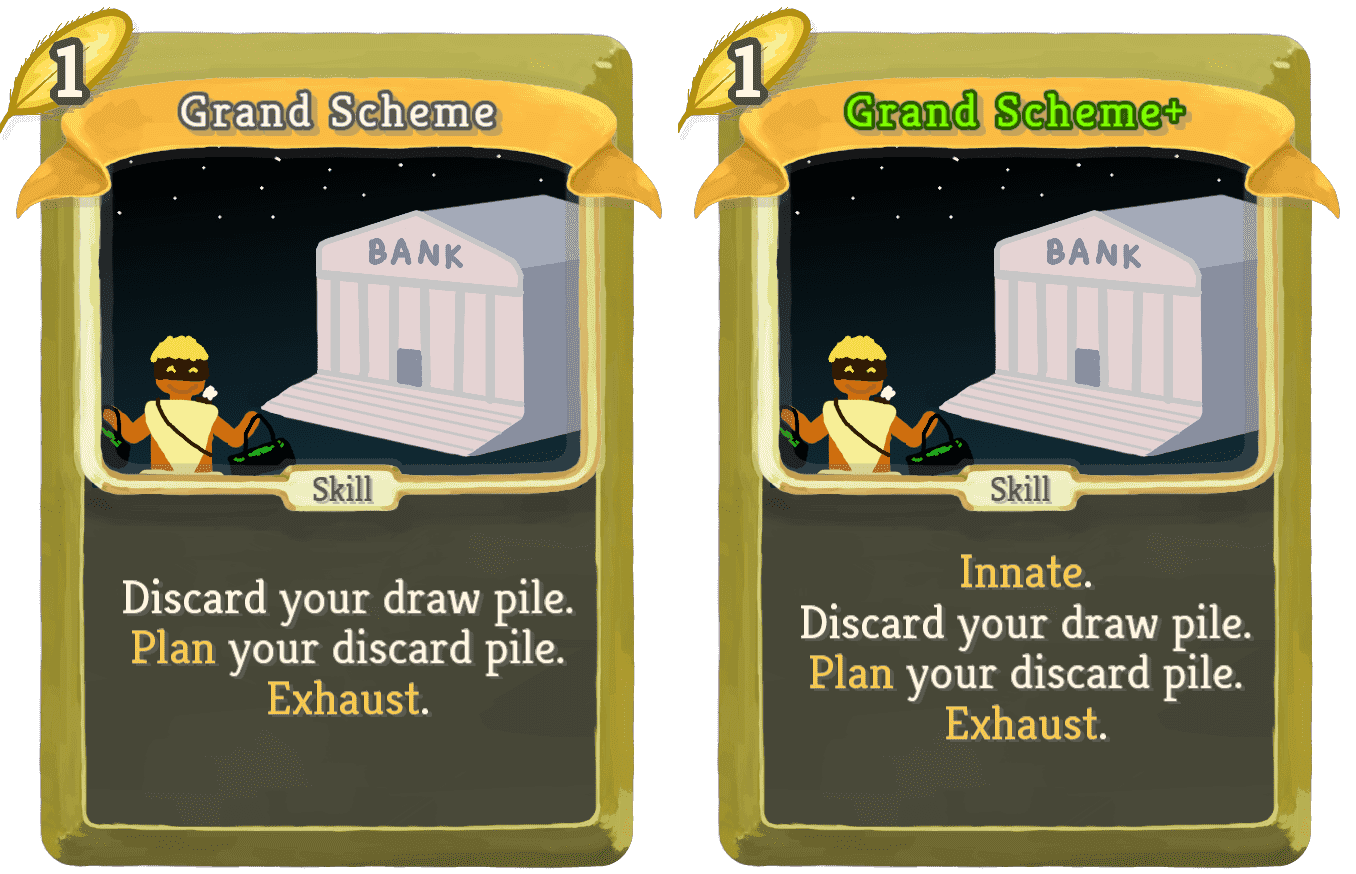 1
Grand Scheme
BANK
Skill
Discard your draw pile.
Plan your discard pile.
Exhaust.
1
Grand Scheme+
BANK
Skill
Innate.
Discard your draw pile.
Plan your discard pile.
Exhaust.